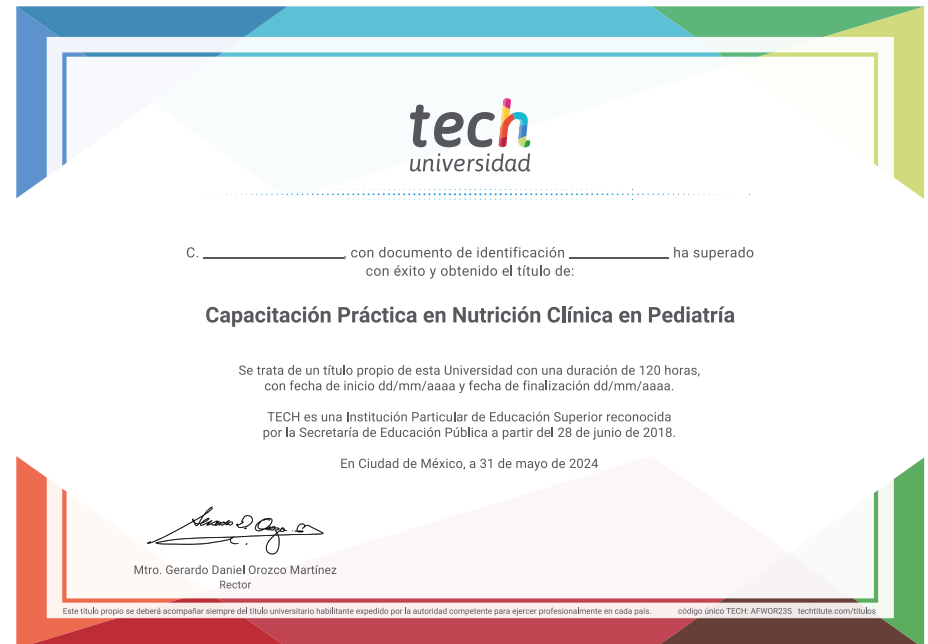 tech
universidad
C. ________________, con documento de identificación ____________ ha superado
con éxito y obtenido el título de:
Capacitación Práctica en Nutrición Clínica en Pediatría
Se trata de un título propio de esta Universidad con una duración de 120 horas,
con fecha de inicio dd/mm/aaaa y fecha de finalización dd/mm/aaaa.
TECH es una Institución Particular de Educación Superior reconocida
por la Secretaría de Educación Pública a partir del 28 de junio de 2018.
En Ciudad de México, a 31 de mayo de 2024
Mtro. Gerardo Daniel Orozco Martínez
Rector
Este título propio se deberá acompañar siempre del título universitario habilitante expedido por la autoridad competente para ejercer profesionalmente en cada país. código único TECH: AFWOR23S techtitute.com/titulos